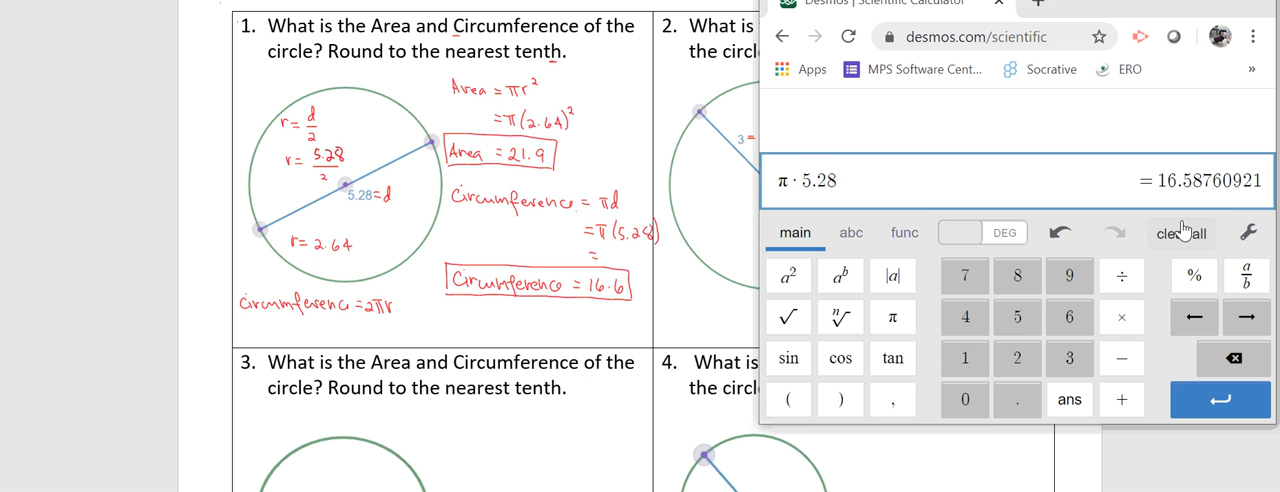 1. What is the Area and Circumference of the
circle? Round to the nearest tenth.
r = d/2
r = 5.28/2
5.28 = d
r = 2.64
Circumference = 2πr
Area = πr²
= π(2.64)²
Area = 21.9
Circumference = πd
= π(5.28)
=
Circumference = 16.6
2. What is
the circl
3 =
3. What is the Area and Circumference of the
circle? Round to the nearest tenth.
4. What is
the circl
Desmos | Scientific Calculator
desmos.com/scientific
Apps MPS Software Cent... Socrative ERO »
π · 5.28 = 16.58760921
main abc func DEG clear all
a² aᵇ |a| 7 8 9 ÷ % a/b
√ ⁿ√ π 4 5 6 × ← →
sin cos tan 1 2 3 −
( ) , 0 . ans +